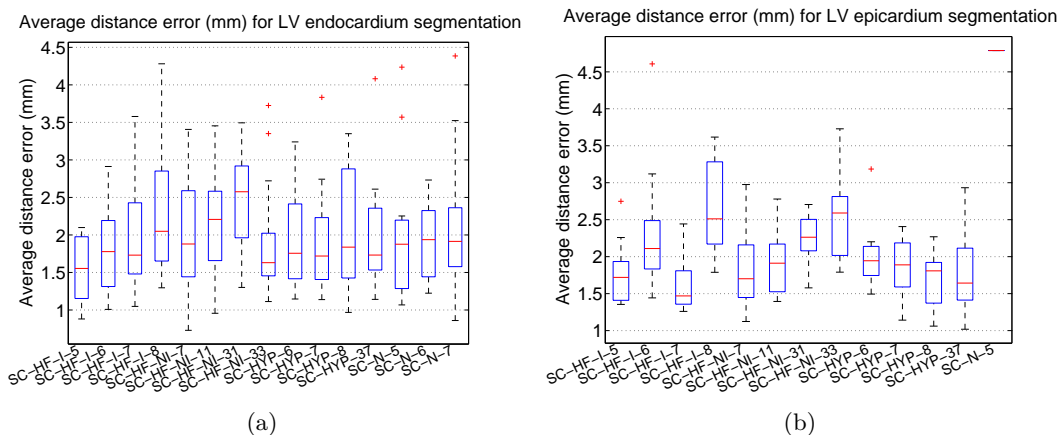 Average distance error (mm) for LV endocardium segmentation
Average distance error (mm)
4.5
4
3.5
3
2.5
2
1.5
1
SC-HF-I-5
SC-HF-I-6
SC-HF-I-7
SC-HF-I-8
SC-HF-NI-7
SC-HF-NI-11
SC-HF-NI-31
SC-HF-NI-33
SC-HYP-6
SC-HYP-7
SC-HYP-8
SC-HYP-37
SC-N-5
SC-N-6
SC-N-7
(a)
Average distance error (mm) for LV epicardium segmentation
Average distance error (mm)
4.5
4
3.5
3
2.5
2
1.5
1
SC-HF-I-5
SC-HF-I-6
SC-HF-I-7
SC-HF-I-8
SC-HF-NI-7
SC-HF-NI-11
SC-HF-NI-31
SC-HF-NI-33
SC-HYP-6
SC-HYP-7
SC-HYP-8
SC-HYP-37
SC-N-5
(b)